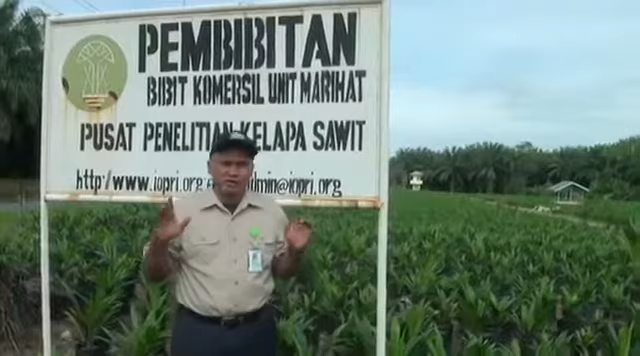 PEMBIBITAN
BIBIT KOMERSIL UNIT MARIHAT
PUSAT PENELITIAN KELAPA SAWIT
http:/www.iopri.org admin@iopri.org